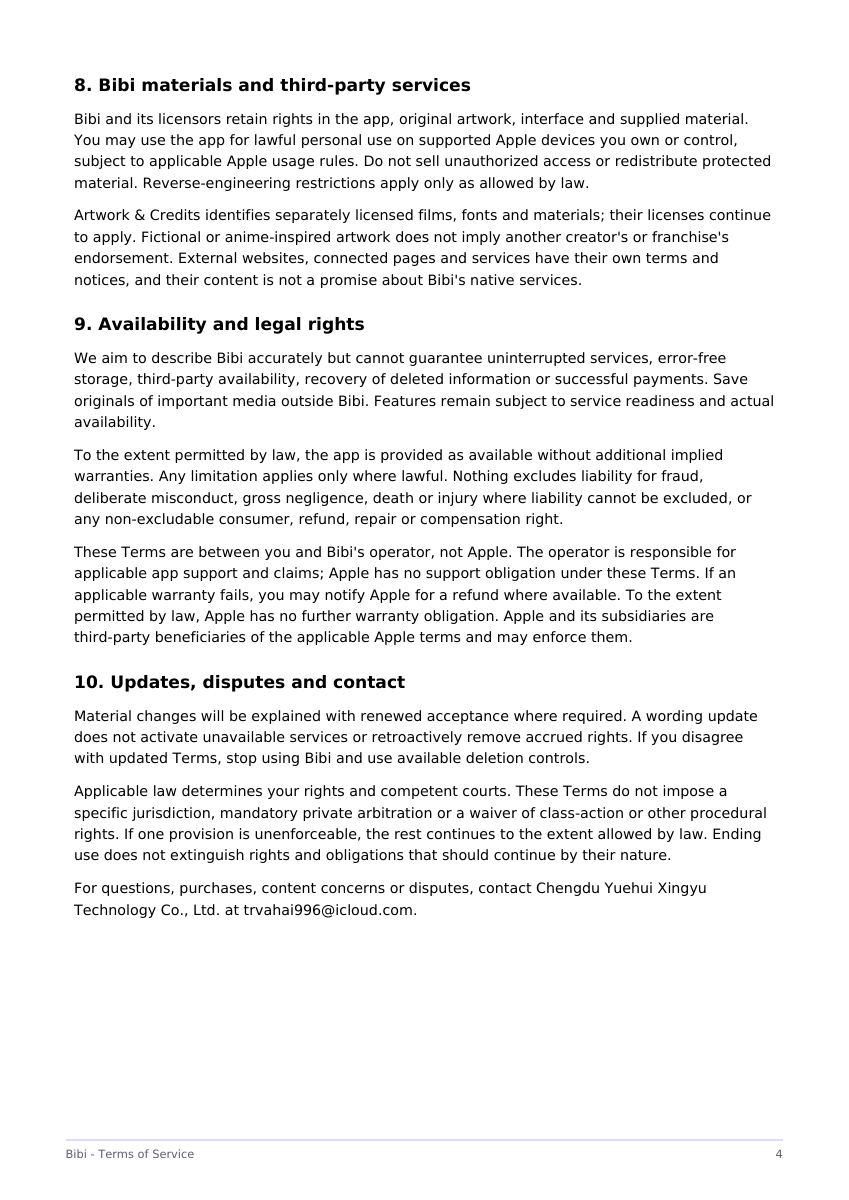 8. Bibi materials and third-party services
Bibi and its licensors retain rights in the app, original artwork, interface and supplied material.
You may use the app for lawful personal use on supported Apple devices you own or control,
subject to applicable Apple usage rules. Do not sell unauthorized access or redistribute protected
material. Reverse-engineering restrictions apply only as allowed by law.
Artwork & Credits identifies separately licensed films, fonts and materials; their licenses continue
to apply. Fictional or anime-inspired artwork does not imply another creator's or franchise's
endorsement. External websites, connected pages and services have their own terms and
notices, and their content is not a promise about Bibi's native services.
9. Availability and legal rights
We aim to describe Bibi accurately but cannot guarantee uninterrupted services, error-free
storage, third-party availability, recovery of deleted information or successful payments. Save
originals of important media outside Bibi. Features remain subject to service readiness and actual
availability.
To the extent permitted by law, the app is provided as available without additional implied
warranties. Any limitation applies only where lawful. Nothing excludes liability for fraud,
deliberate misconduct, gross negligence, death or injury where liability cannot be excluded, or
any non-excludable consumer, refund, repair or compensation right.
These Terms are between you and Bibi's operator, not Apple. The operator is responsible for
applicable app support and claims; Apple has no support obligation under these Terms. If an
applicable warranty fails, you may notify Apple for a refund where available. To the extent
permitted by law, Apple has no further warranty obligation. Apple and its subsidiaries are
third-party beneficiaries of the applicable Apple terms and may enforce them.
10. Updates, disputes and contact
Material changes will be explained with renewed acceptance where required. A wording update
does not activate unavailable services or retroactively remove accrued rights. If you disagree
with updated Terms, stop using Bibi and use available deletion controls.
Applicable law determines your rights and competent courts. These Terms do not impose a
specific jurisdiction, mandatory private arbitration or a waiver of class-action or other procedural
rights. If one provision is unenforceable, the rest continues to the extent allowed by law. Ending
use does not extinguish rights and obligations that should continue by their nature.
For questions, purchases, content concerns or disputes, contact Chengdu Yuehui Xingyu
Technology Co., Ltd. at trvahai996@icloud.com.
Bibi - Terms of Service
4